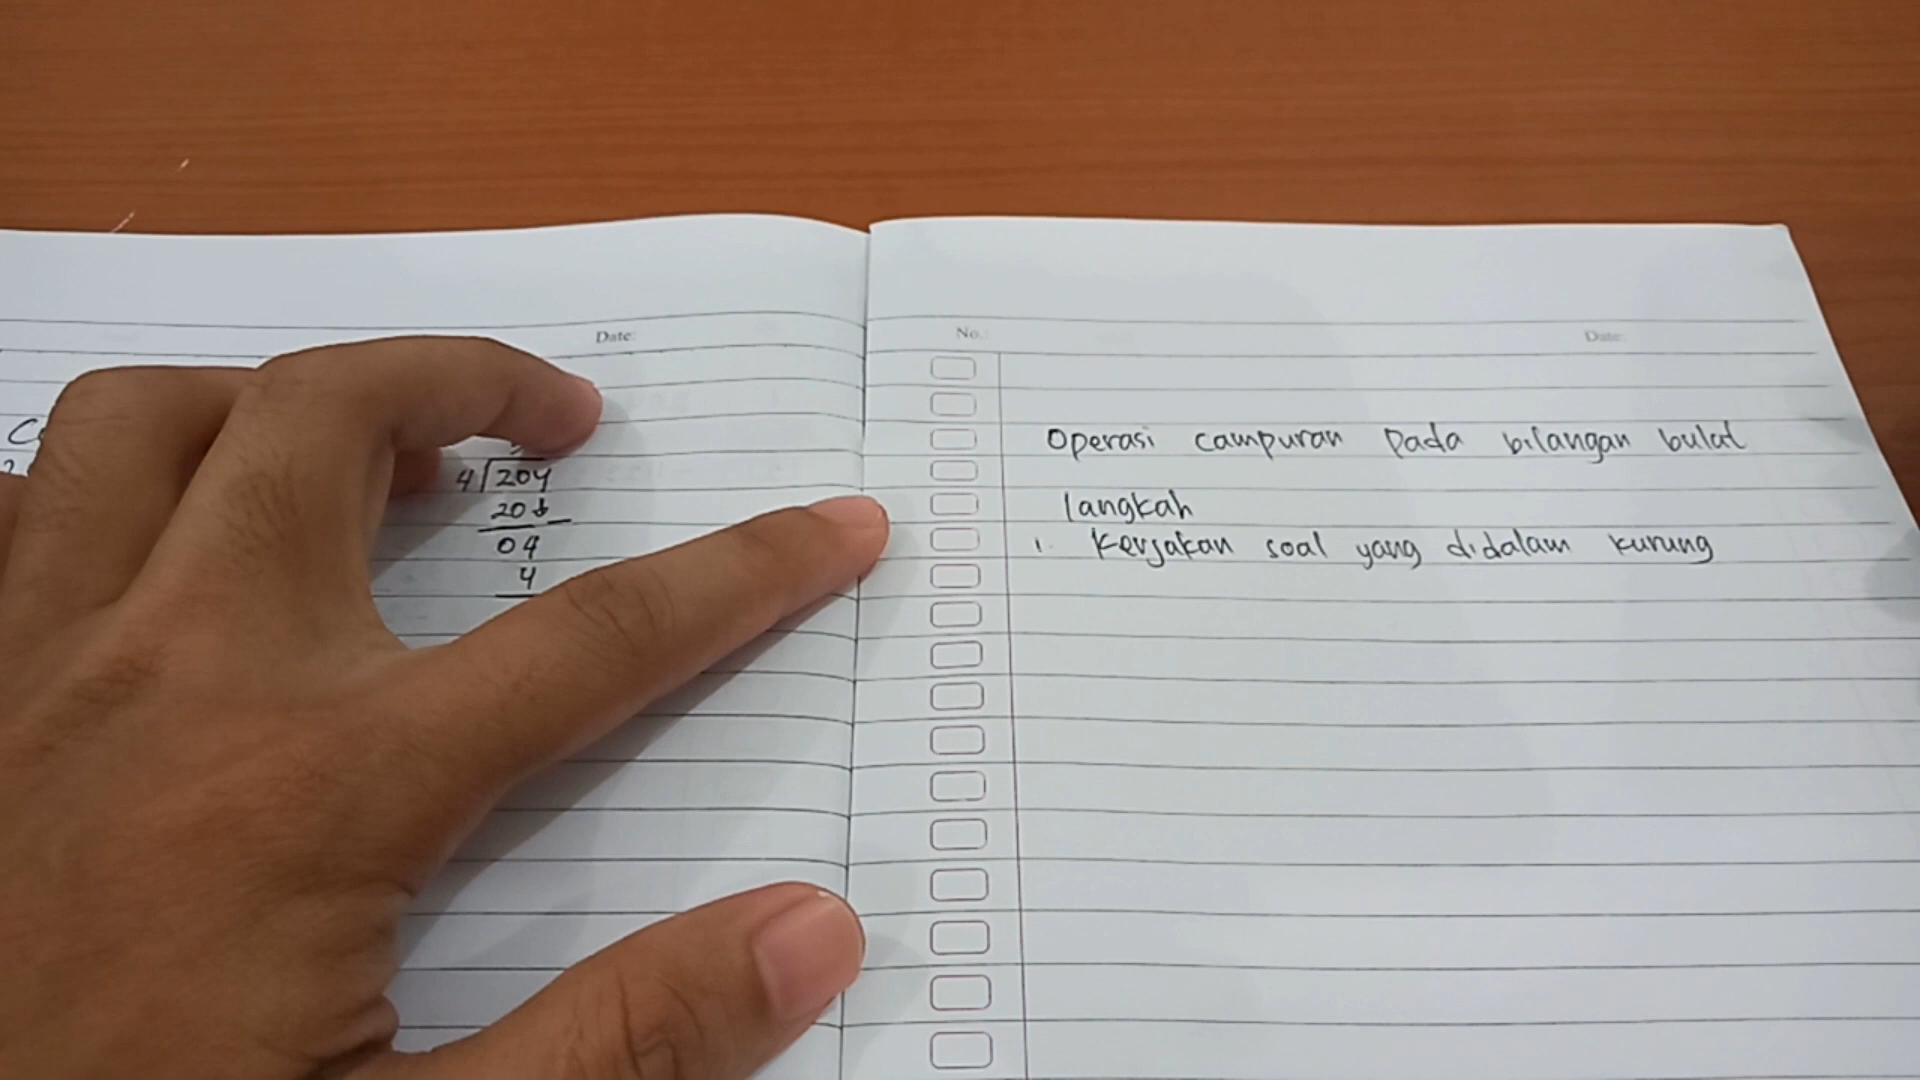 Date:
4 204
20
04
4
No.:
Date:
Operasi campuran Pada bilangan bulat
langkah
1. Kerjakan soal yang didalam kurung